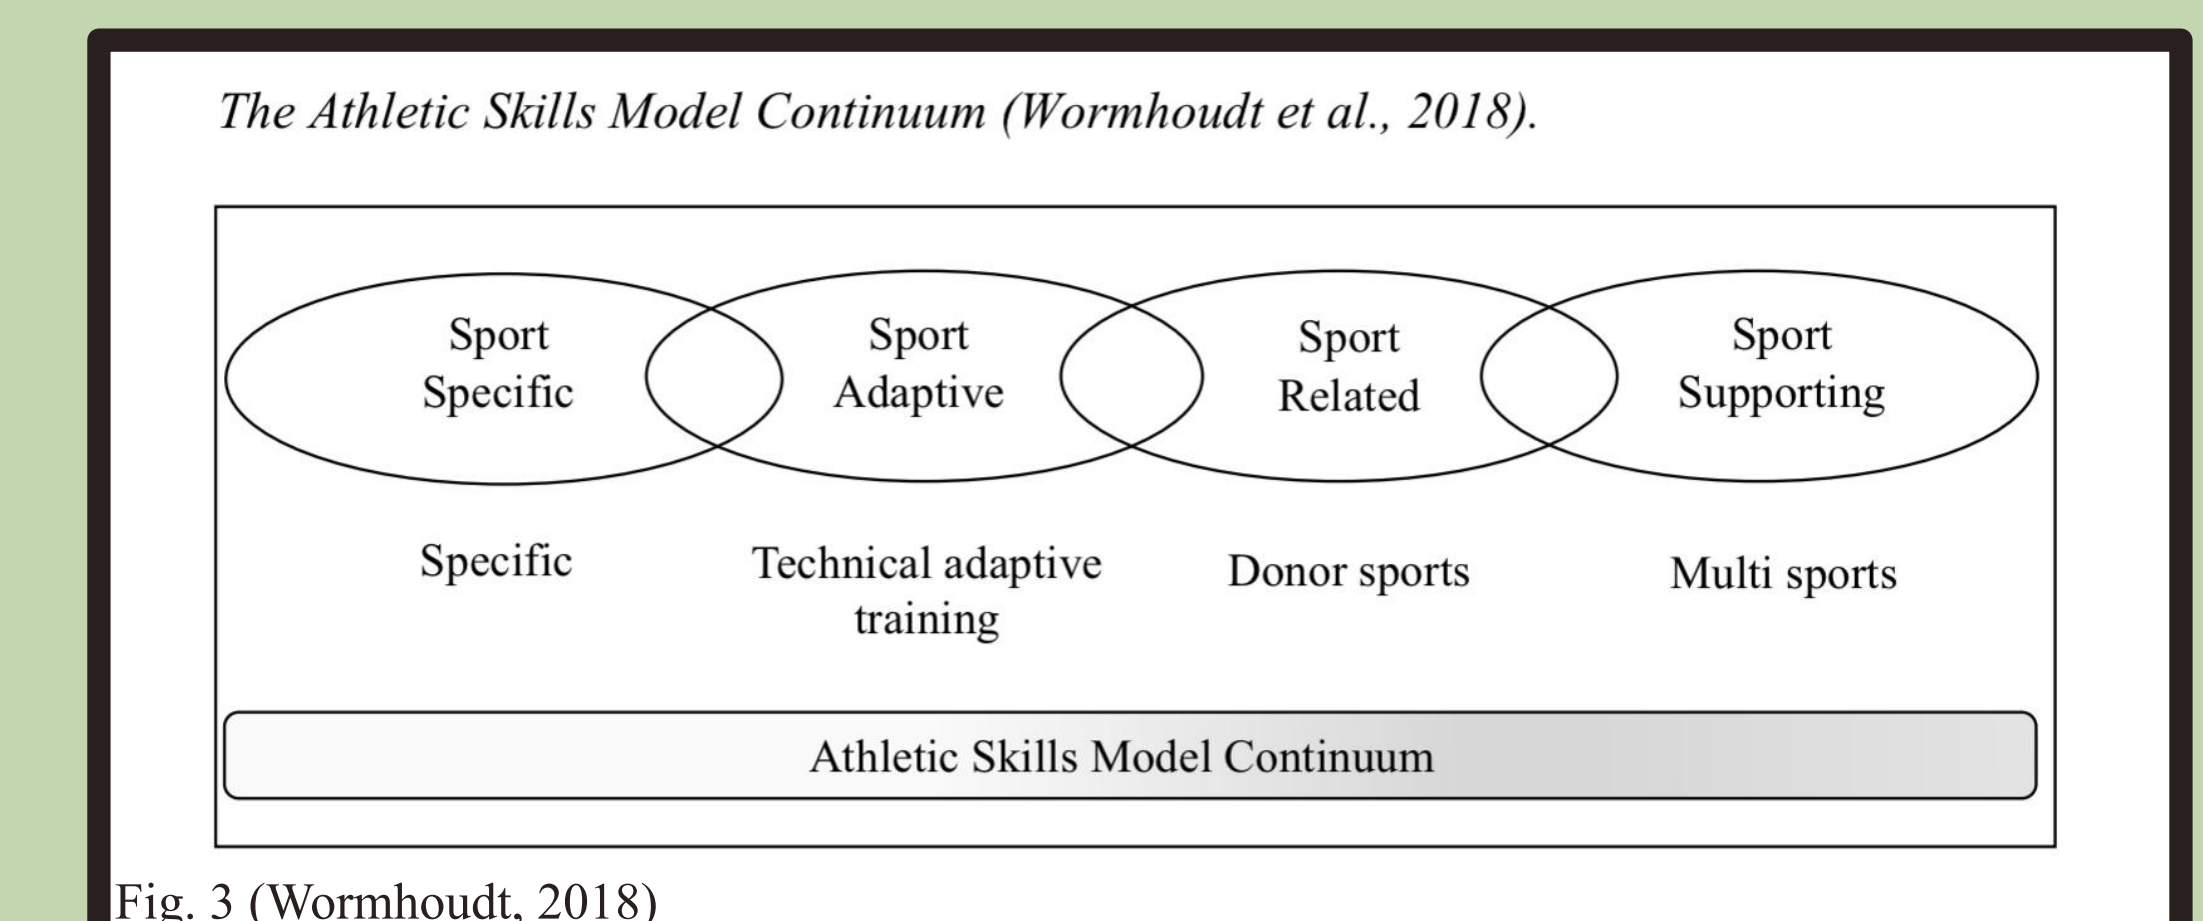 The Athletic Skills Model Continuum (Wormhoudt et al., 2018).
Sport
Specific
Sport
Adaptive
Sport
Related
Sport
Supporting
Specific
Technical adaptive
training
Donor sports
Multi sports
Athletic Skills Model Continuum
Fig. 3 (Wormhoudt, 2018)